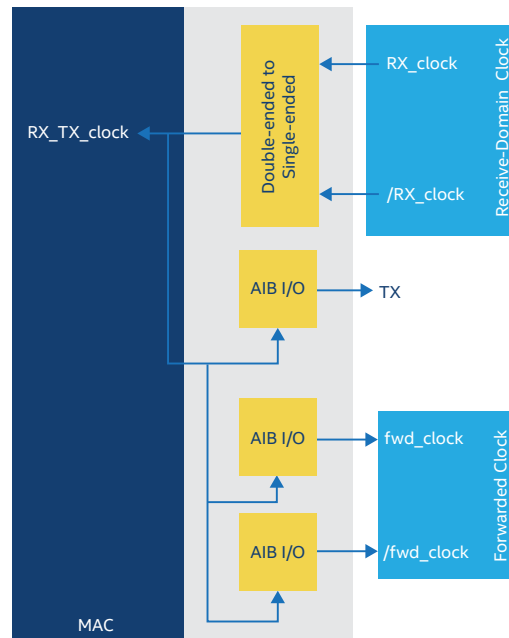 RX_clock
RX_TX_clock
Double-ended to
Single-ended
/RX_clock
Receive-Domain Clock
AIB I/O
TX
AIB I/O
fwd_clock
AIB I/O
/fwd_clock
Forwarded Clock
MAC